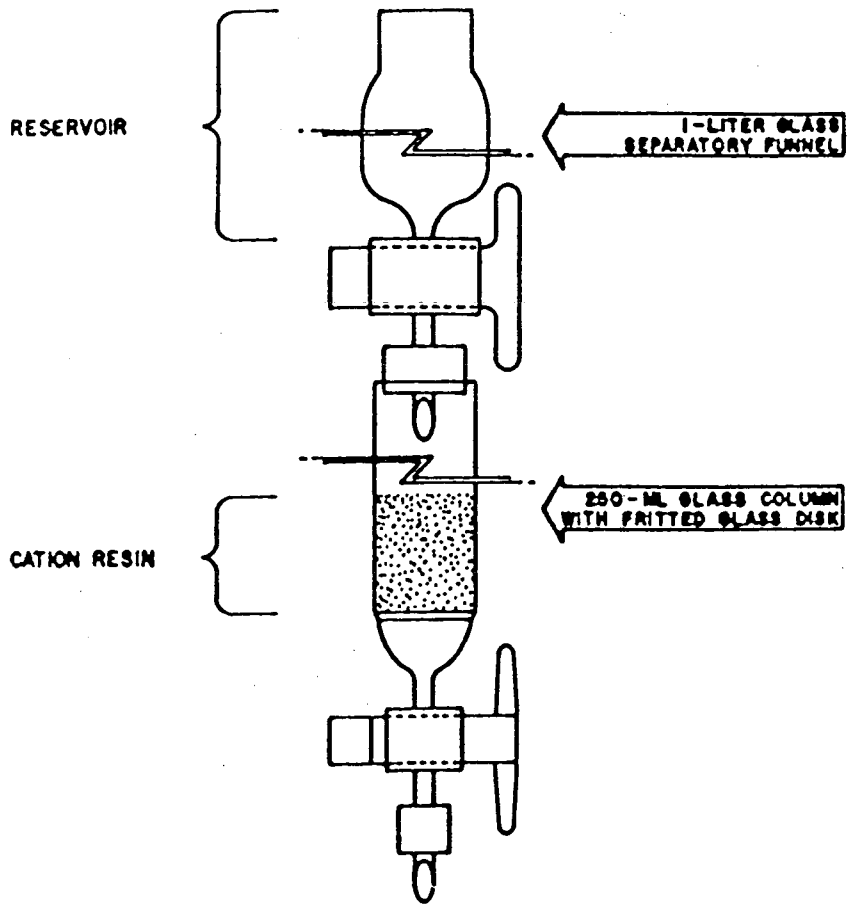 RESERVOIR
1-LITER GLASS
SEPARATORY FUNNEL
250-ML GLASS COLUMN
WITH FRITTED GLASS DISK
CATION RESIN